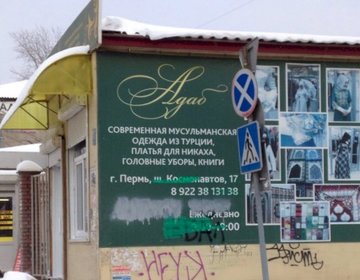 Адаб
СОВРЕМЕННАЯ МУСУЛЬМАНСКАЯ
ОДЕЖДА ИЗ ТУРЦИИ,
ПЛАТЬЯ ДЛЯ НИКАХА,
ГОЛОВНЫЕ УБОРЫ, КНИГИ
г. Пермь, ш. Космонавтов, 17
8 922 38 131 38
Ежедневно